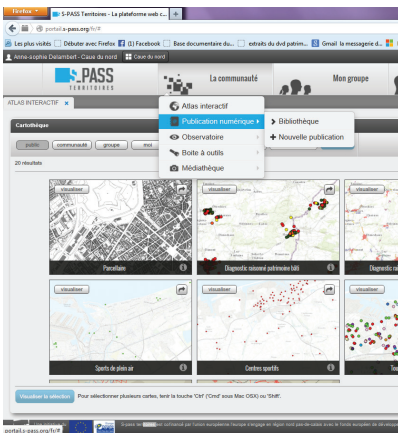 Firefox
S-PASS Territoires - La plateforme web c...
portail.s-pass.org/fr/#
Les plus visités Débuter avec Firefox (1) Facebook Base documentaire du... extraits du dvd patrim... Gmail la messagerie d...
Anne-sophie Delambert - Caue du nord Caue du nord
S-PASS
TERRITOIRES
La communauté
Mon groupe
ATLAS INTERACTIF ×
Atlas interactif
Publication numérique
Bibliothèque
Nouvelle publication
Observatoire
Boite à outils
Médiathèque
Cartothèque
public communauté groupe moi
20 résultats
visualiser visualiser visualiser
Parcellaire Diagnostic raisonné patrimoine bâti Diagnostic ra
visualiser visualiser visualiser
Sports de plein air Centres sportifs Tou
Visualiser la sélection Pour sélectionner plusieurs cartes, tenir la touche 'Ctrl' ('Cmd' sous Mac OSX) ou 'Shift'.
portail.s-pass.org/fr/#